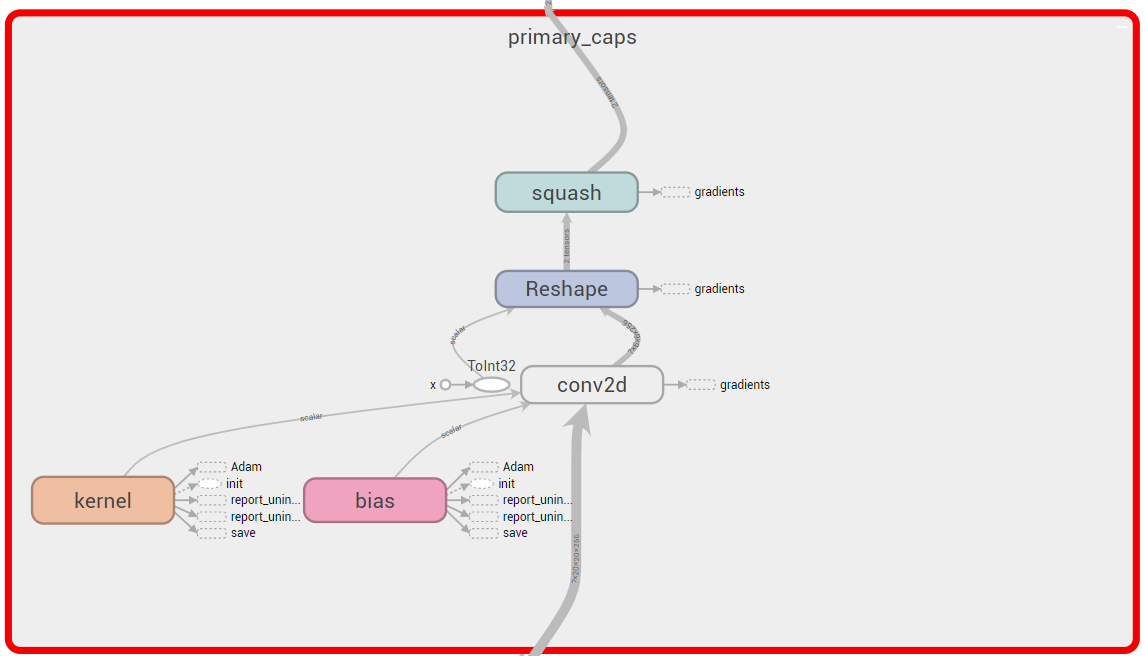 primary_caps
2 tensors
squash
gradients
2 tensors
Reshape
gradients
scalar
?×6×6×256
ToInt32
x
conv2d
gradients
scalar
scalar
kernel
Adam
init
report_unin...
report_unin...
save
bias
Adam
init
report_unin...
report_unin...
save
?×20×20×256